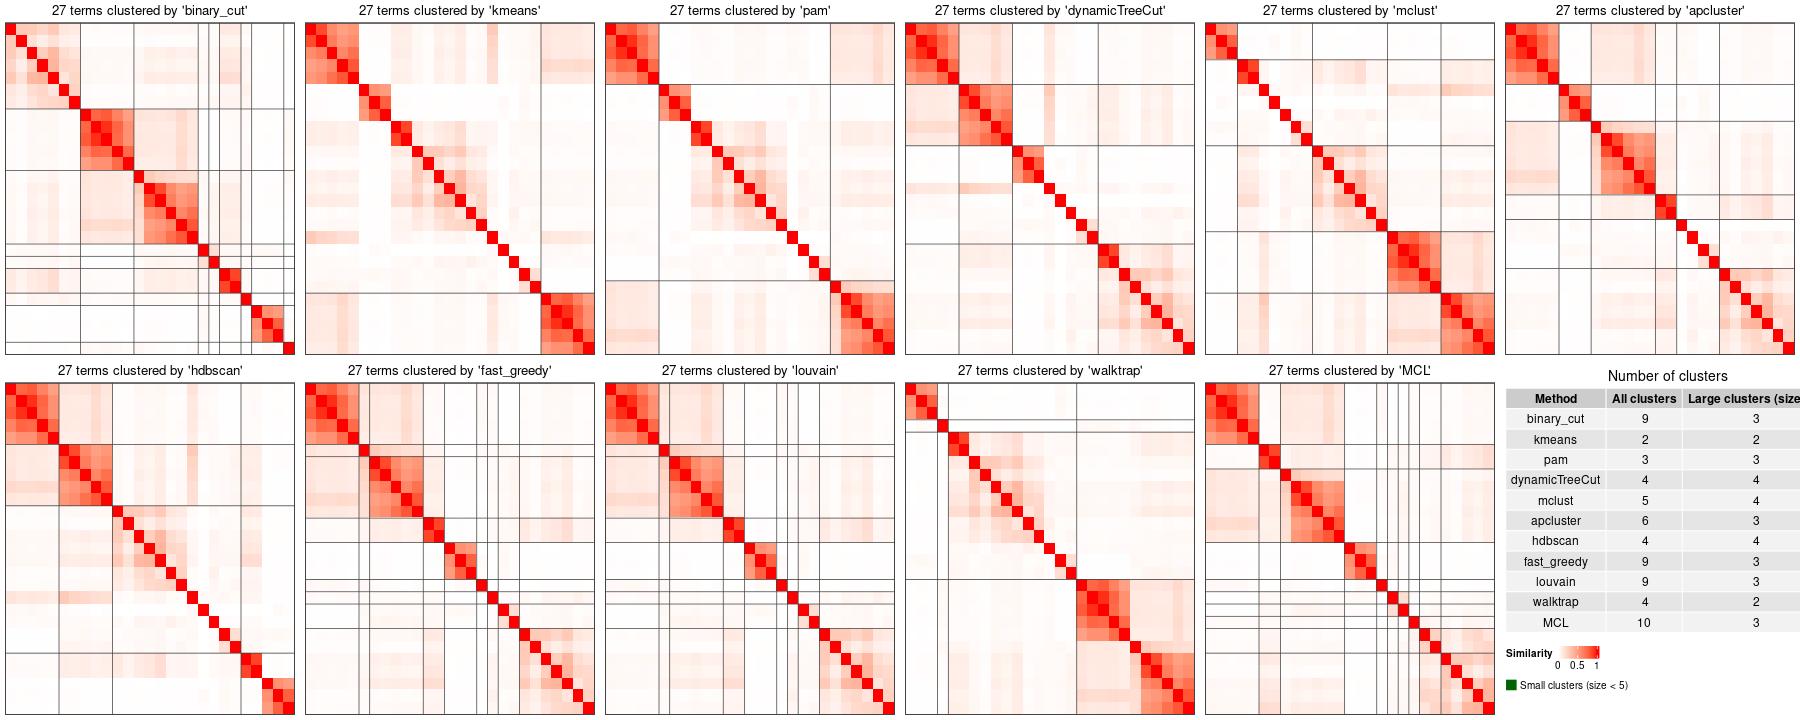 27 terms clustered by 'binary_cut'
27 terms clustered by 'kmeans'
27 terms clustered by 'pam'
27 terms clustered by 'dynamicTreeCut'
27 terms clustered by 'mclust'
27 terms clustered by 'apcluster'
27 terms clustered by 'hdbscan'
27 terms clustered by 'fast_greedy'
27 terms clustered by 'louvain'
27 terms clustered by 'walktrap'
27 terms clustered by 'MCL'
Number of clusters
Method All clusters Large clusters (size
binary_cut 9 3
kmeans 2 2
pam 3 3
dynamicTreeCut 4 4
mclust 5 4
apcluster 6 3
hdbscan 4 4
fast_greedy 9 3
louvain 9 3
walktrap 4 2
MCL 10 3
Similarity
0 0.5 1
Small clusters (size < 5)